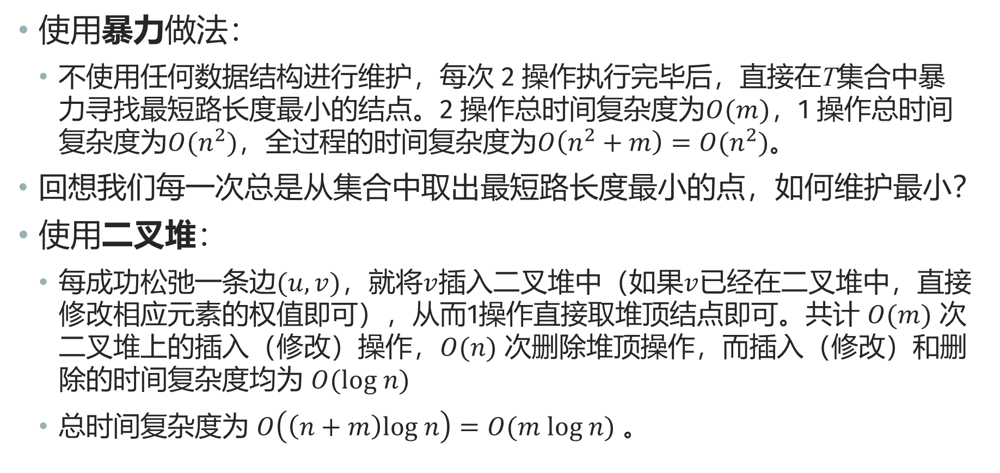 • 使用暴力做法：
• 不使用任何数据结构进行维护，每次 2 操作执行完毕后，直接在T集合中暴
力寻找最短路长度最小的结点。2 操作总时间复杂度为O(m)，1 操作总时间
复杂度为O(n²)，全过程的时间复杂度为O(n² + m) = O(n²)。
• 回想我们每一次总是从集合中取出最短路长度最小的点，如何维护最小？
• 使用二叉堆：
• 每成功松弛一条边(u, v)，就将v插入二叉堆中（如果v已经在二叉堆中，直接
修改相应元素的权值即可），从而1操作直接取堆顶结点即可。共计 O(m) 次
二叉堆上的插入（修改）操作，O(n) 次删除堆顶操作，而插入（修改）和删
除的时间复杂度均为 O(log n)
• 总时间复杂度为 O((n + m)log n) = O(m log n) 。